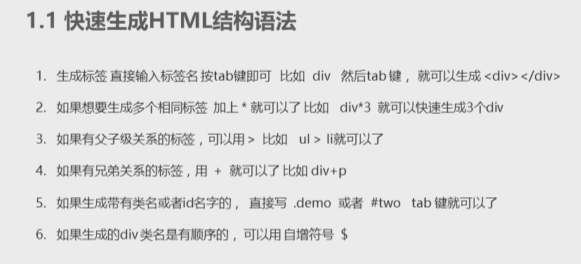 1.1 快速生成HTML结构语法
1. 生成标签 直接输入标签名 按tab键即可 比如 div 然后tab 键，就可以生成 <div></div>
2. 如果想要生成多个相同标签 加上 * 就可以了 比如 div*3 就可以快速生成3个div
3. 如果有父子级关系的标签，可以用 > 比如 ul > li就可以了
4. 如果有兄弟关系的标签，用 + 就可以了 比如 div+p
5. 如果生成带有类名或者id名字的，直接写 .demo 或者 #two tab 键就可以了
6. 如果生成的div 类名是有顺序的，可以用 自增符号 $